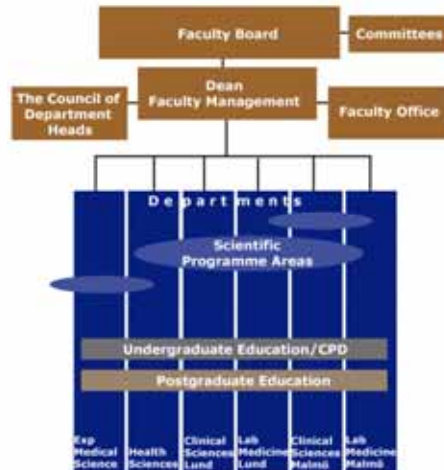 Faculty Board
Committees
Dean
Faculty Management
The Council of
Department
Heads
Faculty Office
Departments
Scientific
Programme Areas
Undergraduate Education/CPD
Postgraduate Education
Exp
Medical
Science
Health
Sciences
Clinical
Sciences
Lund
Lab
Medicine
Lund
Clinical
Sciences
Malmö
Lab
Medicine
Malmö